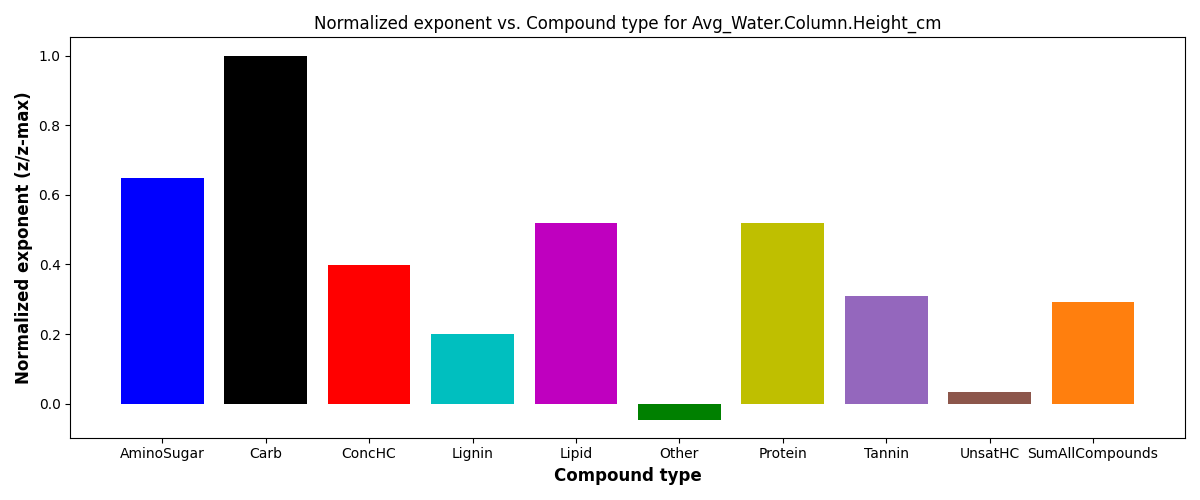 Normalized exponent vs. Compound type for Avg_Water.Column.Height_cm
Normalized exponent (z/z-max)
1.0
0.8
0.6
0.4
0.2
0.0
AminoSugar Carb ConcHC Lignin Lipid Other Protein Tannin UnsatHC SumAllCompounds
Compound type